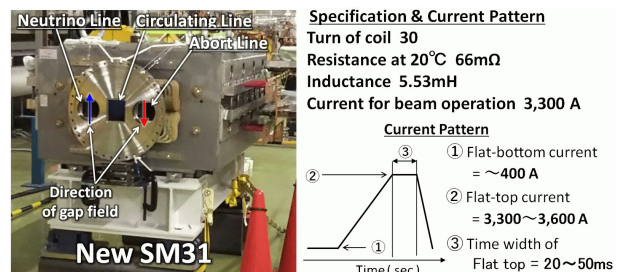 Neutrino Line
Circulating Line
Abort Line
Direction
of gap field
New SM31
Specification & Current Pattern
Turn of coil 30
Resistance at 20℃ 66mΩ
Inductance 5.53mH
Current for beam operation 3,300 A
Current Pattern
③
②
①
Time( sec )
① Flat-bottom current
= ～400 A
② Flat-top current
= 3,300～3,600A
③ Time width of
Flat top = 20～50ms